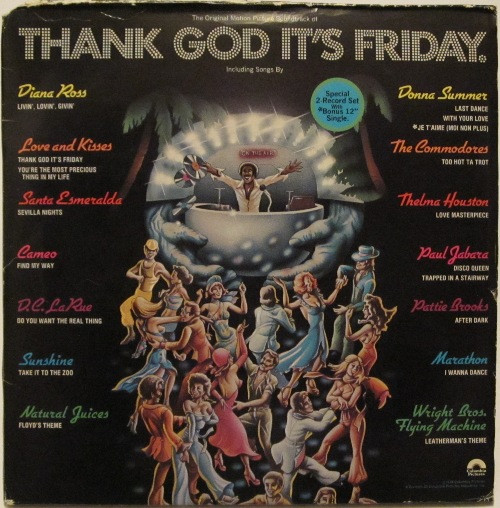 The Original Motion Picture Soundtrack of
THANK GOD IT'S FRIDAY.
Including Songs By
Special
2-Record Set
With
*Bonus 12"
Single.
Diana Ross
LIVIN', LOVIN', GIVIN'
Love and Kisses
THANK GOD IT'S FRIDAY
YOU'RE THE MOST PRECIOUS
THING IN MY LIFE
Santa Esmeralda
SEVILLA NIGHTS
Cameo
FIND MY WAY
D.C. LaRue
DO YOU WANT THE REAL THING
Sunshine
TAKE IT TO THE ZOO
Natural Juices
FLOYD'S THEME
Donna Summer
LAST DANCE
WITH YOUR LOVE
*JE T'AIME (MOI NON PLUS)
The Commodores
TOO HOT TA TROT
Thelma Houston
LOVE MASTERPIECE
Paul Jabara
DISCO QUEEN
TRAPPED IN A STAIRWAY
Pattie Brooks
AFTER DARK
Marathon
I WANNA DANCE
Wright Bros.
Flying Machine
LEATHERMAN'S THEME
Columbia
Pictures